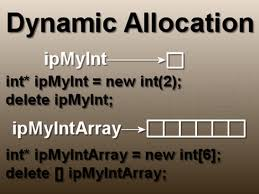 Dynamic Allocation
ipMyInt
int* ipMyInt = new int(2);
delete ipMyInt;
ipMyIntArray
int* ipMyIntArray = new int[6];
delete [] ipMyIntArray;